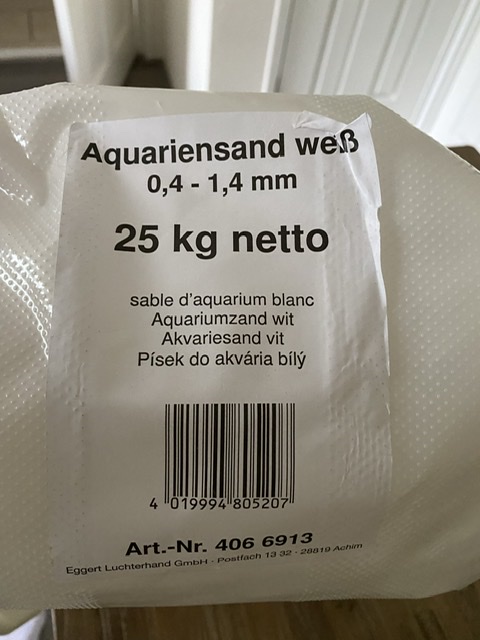 Aquariensand weiß
0,4 - 1,4 mm
25 kg netto
sable d'aquarium blanc
Aquariumzand wit
Akvariesand vit
Písek do akvária bílý
4 019994 805207
Art.-Nr. 406 6913
Eggert Luchterhand GmbH - Postfach 13 32 - 28819 Achim